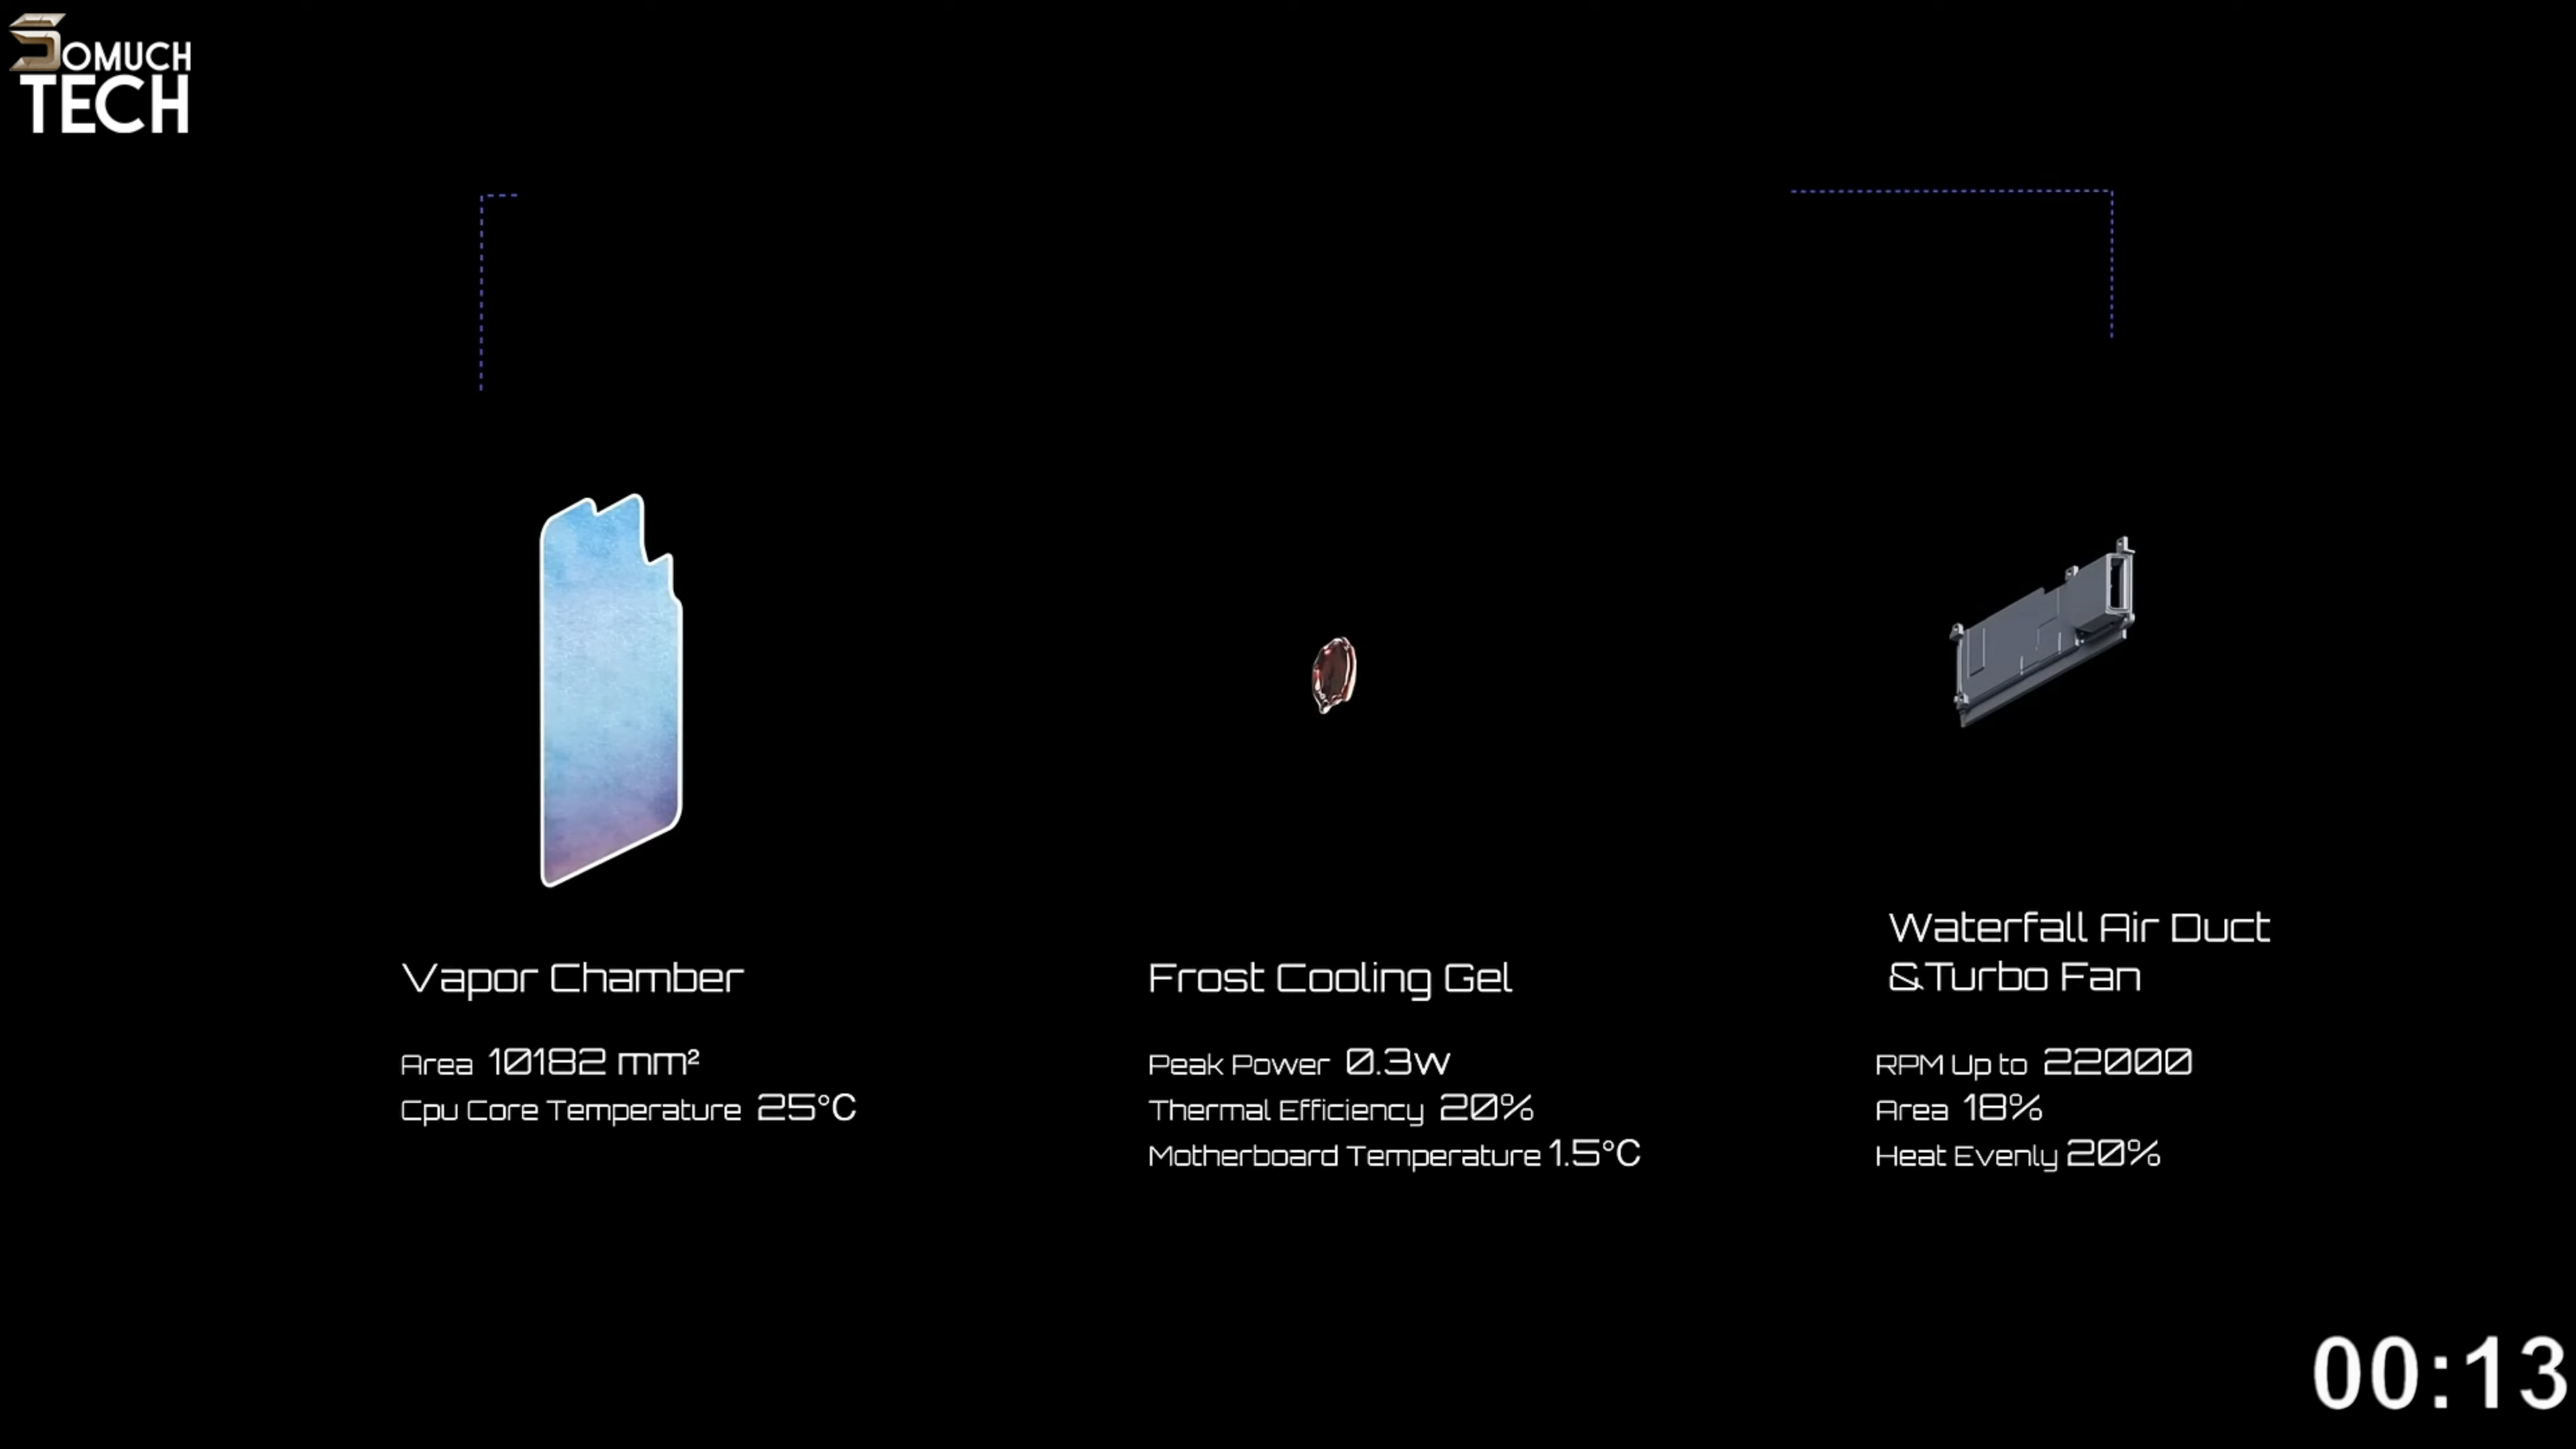 SOMUCH
TECH
Vapor Chamber
Area 10182 mm²
Cpu Core Temperature 25°C
Frost Cooling Gel
Peak Power 0.3W
Thermal Efficiency 20%
Motherboard Temperature 1.5°C
Waterfall Air Duct
&Turbo Fan
RPM Up to 22000
Area 18%
Heat Evenly 20%
00:13